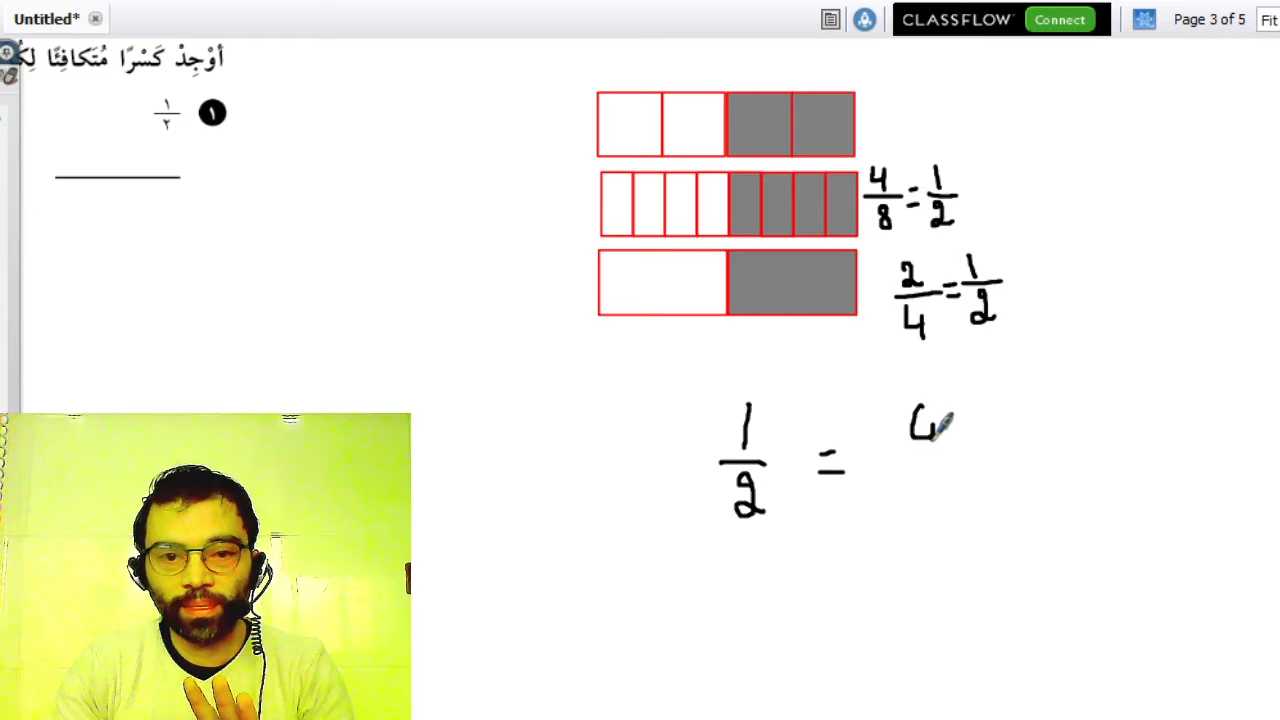 Untitled*
CLASSFLOW
Connect
Page 3 of 5
Fit
أَوْجِدْ كَسْرًا مُتَكافِئًا
١ ١/٢
4/8 = 1/2
2/4 = 1/2
1/2 = 4